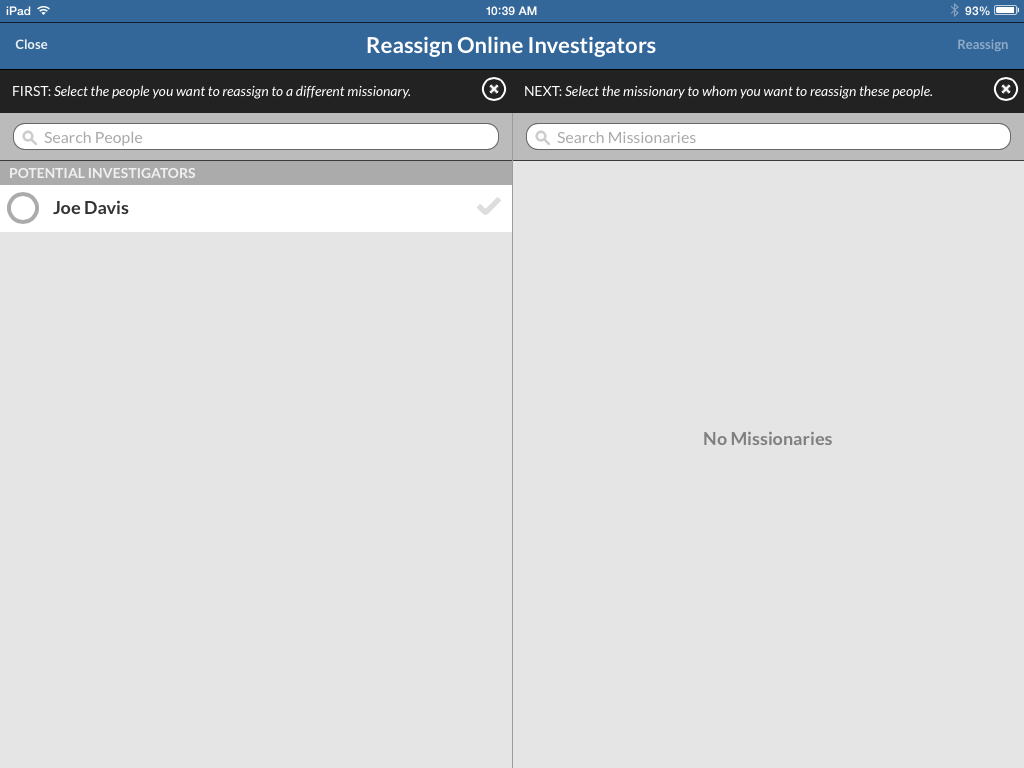 iPad 10:39 AM 93%
Close Reassign Online Investigators Reassign
FIRST: Select the people you want to reassign to a different missionary.
NEXT: Select the missionary to whom you want to reassign these people.
Search People
Search Missionaries
POTENTIAL INVESTIGATORS
Joe Davis
No Missionaries